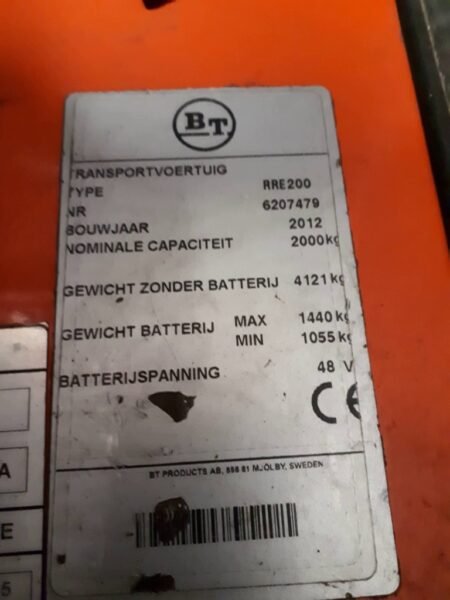 BT
TRANSPORTVOERTUIG
TYPE RRE200
NR 6207479
BOUWJAAR 2012
NOMINALE CAPACITEIT 2000kg
GEWICHT ZONDER BATTERIJ 4121kg
GEWICHT BATTERIJ MAX 1440kg
MIN 1055kg
BATTERIJSPANNING 48 V
CE
BT PRODUCTS AB, 595 81 MJÖLBY, SWEDEN
A
E
5